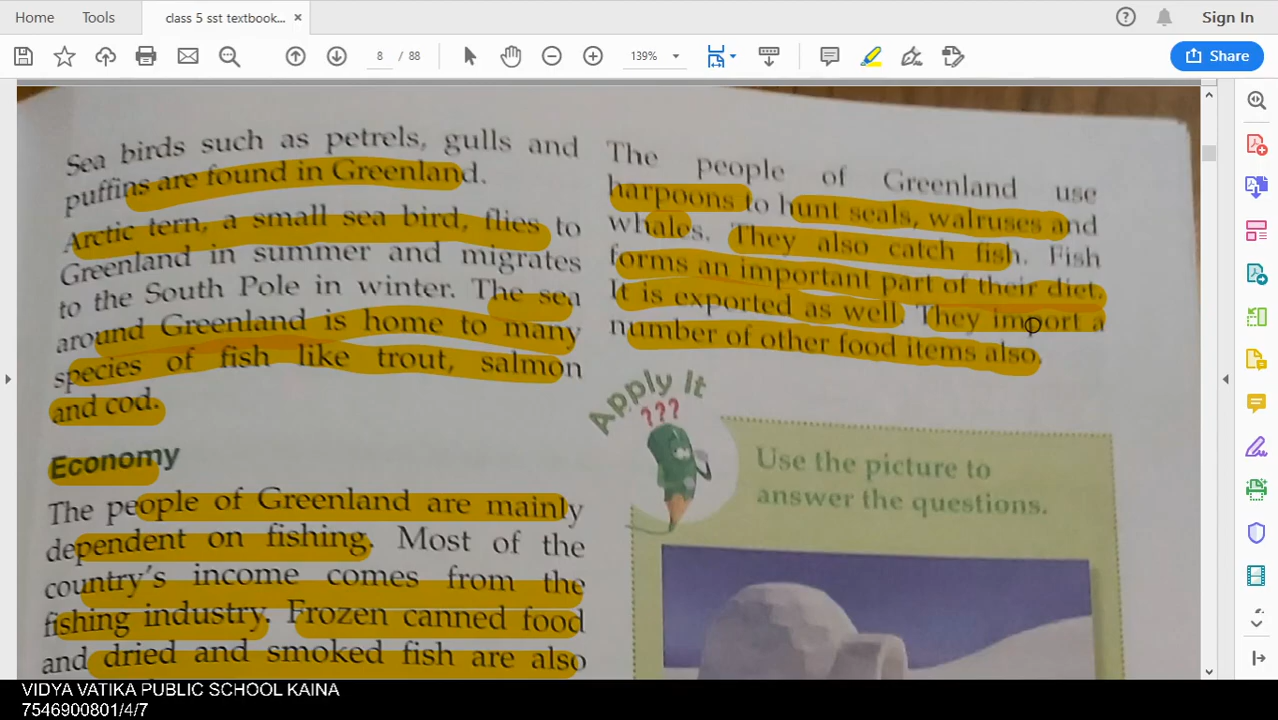 Home
Tools
class 5 sst textbook...
Sign In
8 / 88
139%
Share
Sea birds such as petrels, gulls and
puffins are found in Greenland.
Arctic tern, a small sea bird, flies to
Greenland in summer and migrates
to the South Pole in winter. The sea
around Greenland is home to many
species of fish like trout, salmon
and cod.
Economy
The people of Greenland are mainly
dependent on fishing. Most of the
country's income comes from the
fishing industry. Frozen canned food
and dried and smoked fish are also
The people of Greenland use
harpoons to hunt seals, walruses and
whales. They also catch fish. Fish
forms an important part of their diet.
It is exported as well. They import a
number of other food items also.
Apply It
???
Use the picture to
answer the questions.
VIDYA VATIKA PUBLIC SCHOOL KAINA
7546900801/4/7